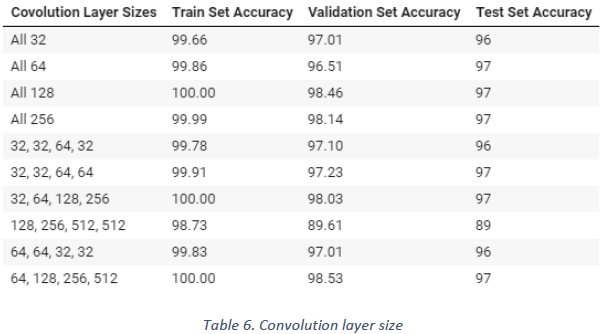 Covolution Layer Sizes Train Set Accuracy Validation Set Accuracy Test Set Accuracy
All 32 99.66 97.01 96
All 64 99.86 96.51 97
All 128 100.00 98.46 97
All 256 99.99 98.14 97
32, 32, 64, 32 99.78 97.10 96
32, 32, 64, 64 99.91 97.23 97
32, 64, 128, 256 100.00 98.03 97
128, 256, 512, 512 98.73 89.61 89
64, 64, 32, 32 99.83 97.01 96
64, 128, 256, 512 100.00 98.53 97
Table 6. Convolution layer size